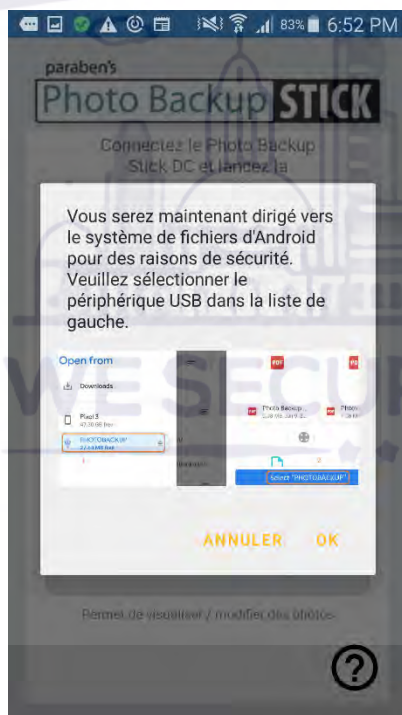 83% 6:52 PM
paraben's
Photo Backup STICK
Connectez le Photo Backup
Stick DC et lancez la
Vous serez maintenant dirigé vers
le système de fichiers d'Android
pour des raisons de sécurité.
Veuillez sélectionner le
périphérique USB dans la liste de
gauche.
Open from
Downloads
Pixel 3
PHOTOBACKUP
PDF
Photo Backup...
Select "PHOTOBACKUP"
ANNULER OK
Permet de visualiser / modifier des photos
?
WE SECUR